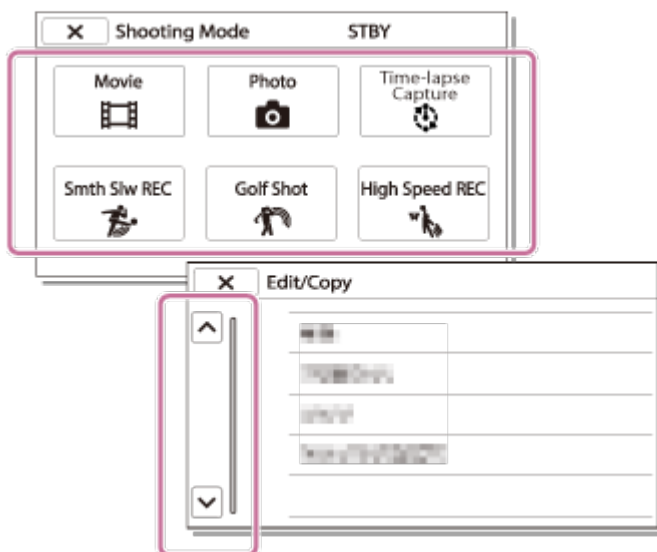 Shooting Mode STBY
Movie Photo Time-lapse Capture
Smth Slw REC Golf Shot High Speed REC
Edit/Copy